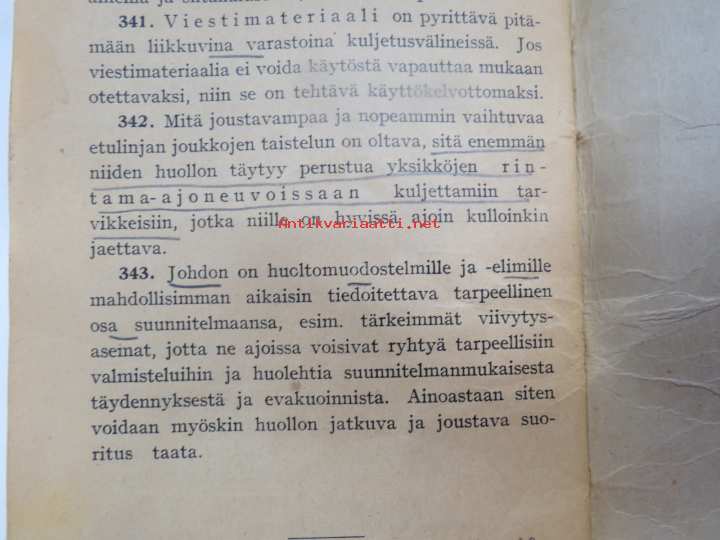 341. Viestimateriaali on pyrittävä pitä-
mään liikkuvina varastoina kuljetusvälineissä. Jos
viestimateriaalia ei voida käytöstä vapauttaa mukaan
otettavaksi, niin se on tehtävä käyttökelvottomaksi.
342. Mitä joustavampaa ja nopeammin vaihtuvaa
etulinjan joukkojen taistelun on oltava, sitä enemmän
niiden huollon täytyy perustua yksikköjen rin-
tama-ajoneuvoissaan kuljettamiin tar-
vikkeisiin, jotka niille on hyvissä ajoin kulloinkin
Antikvariaatti.net
jaettava.
343. Johdon on huoltomuodostelmille ja -elimille
mahdollisimman aikaisin tiedoitettava tarpeellinen
osa suunnitelmaansa, esim. tärkeimmät viivytys-
asemat, jotta ne ajoissa voisivat ryhtyä tarpeellisiin
valmisteluihin ja huolehtia suunnitelmanmukaisesta
täydennyksestä ja evakuoinnista. Ainoastaan siten
voidaan myöskin huollon jatkuva ja joustava suo-
ritus taata.